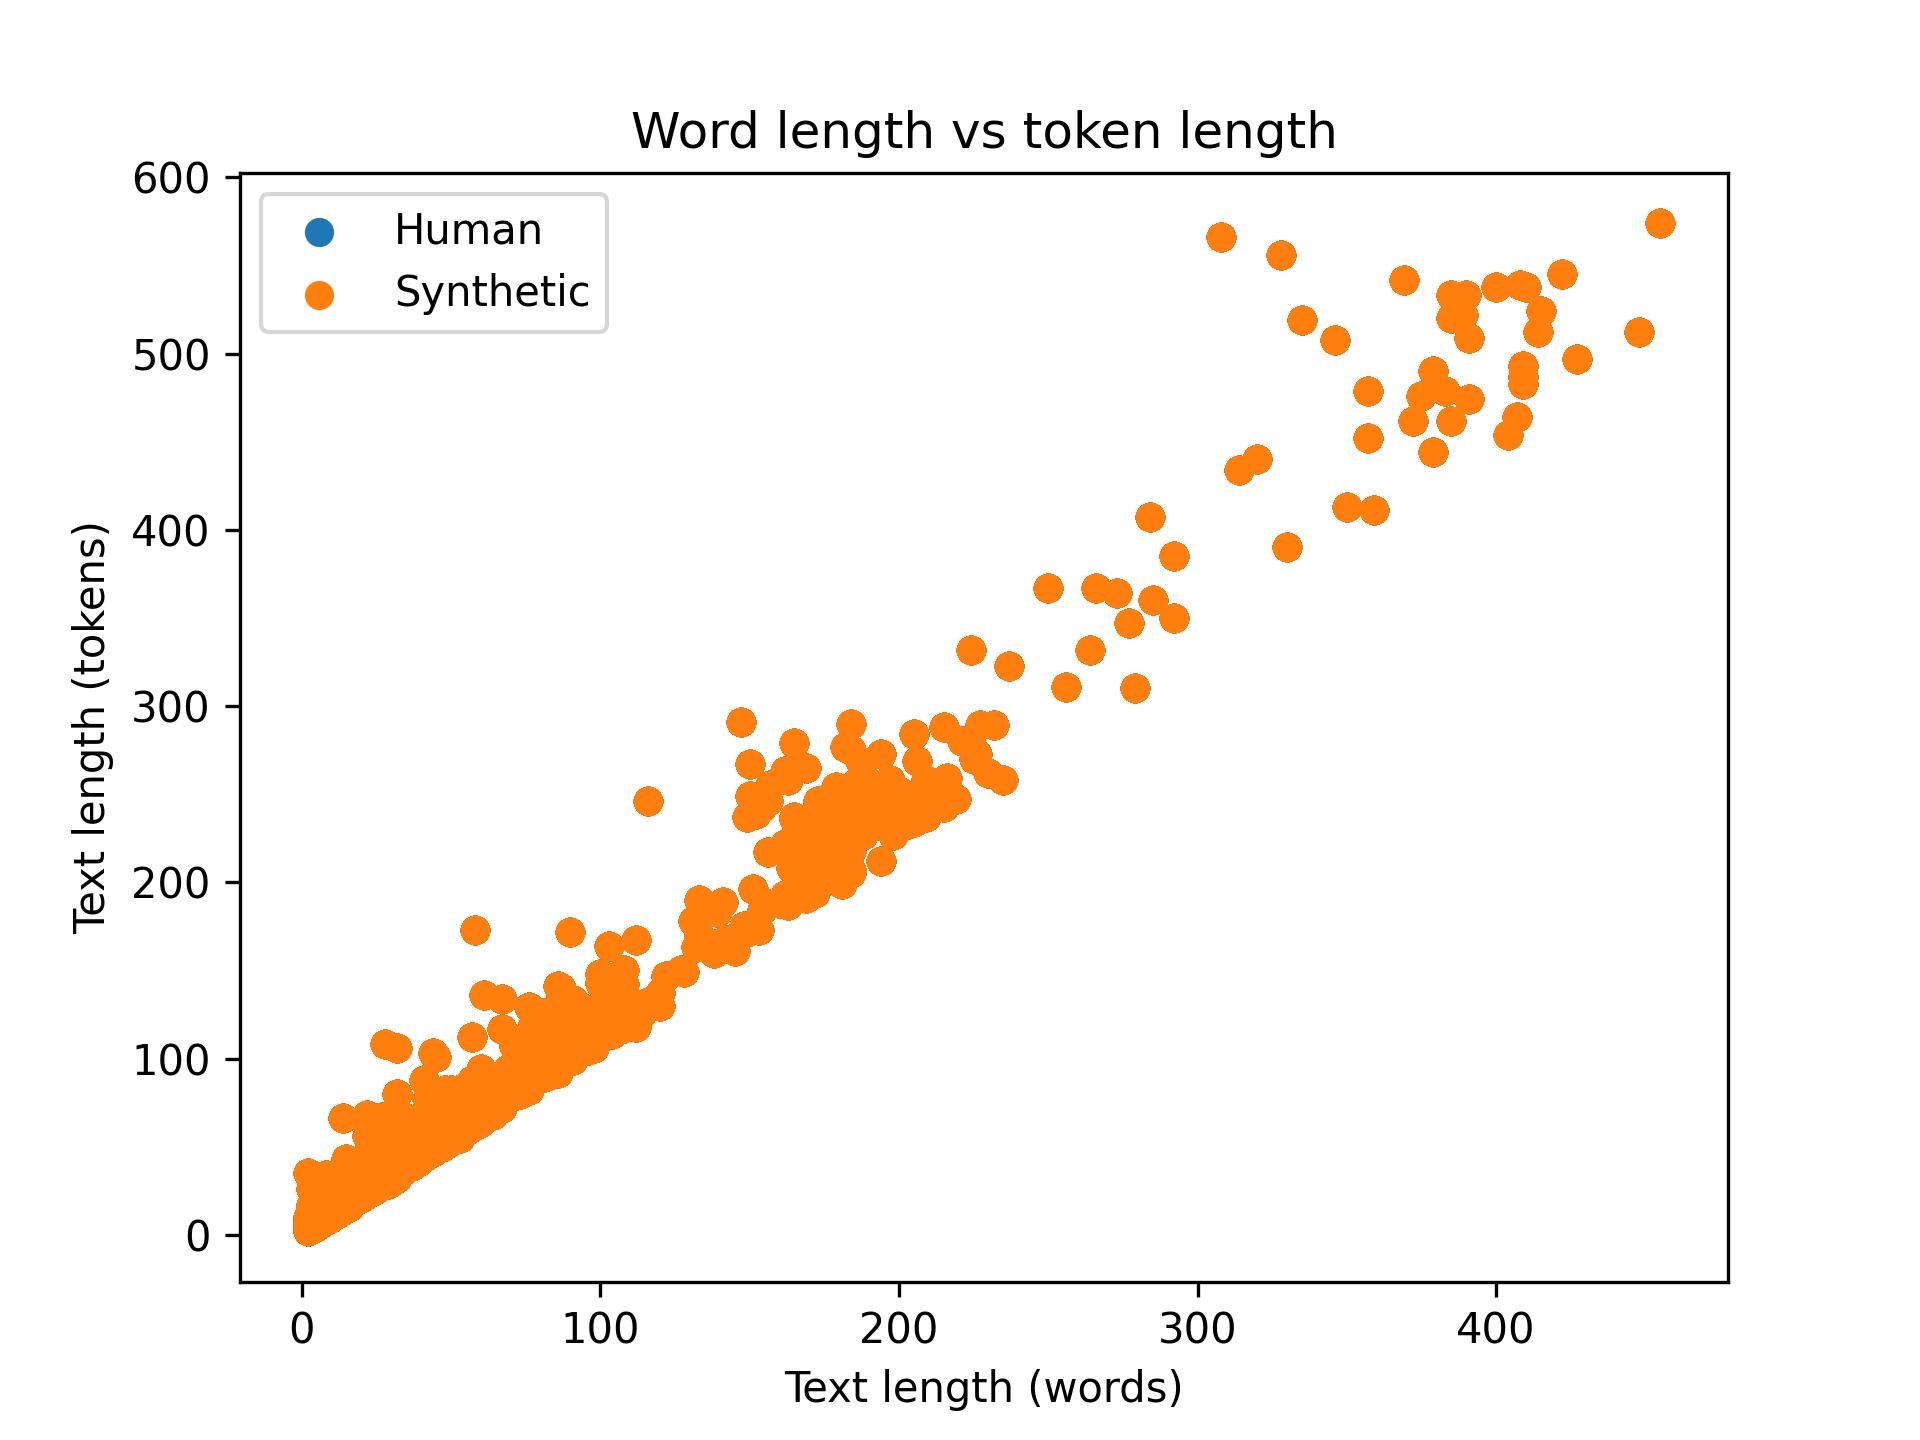 Word length vs token length
Human
Synthetic
Text length (tokens)
600
500
400
300
200
100
0
0 100 200 300 400
Text length (words)